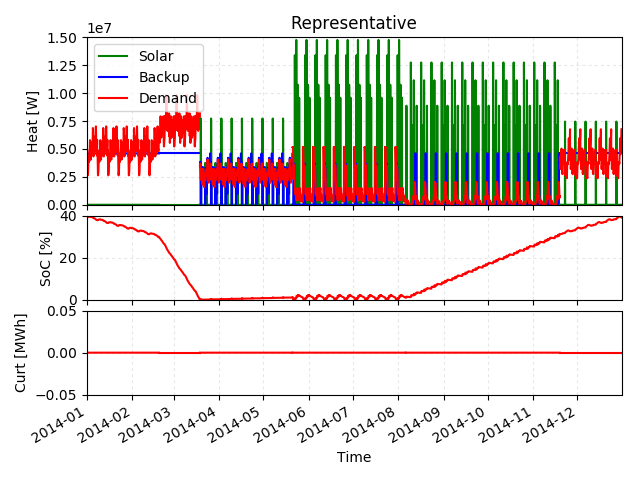 Representative
1e7
1.50
1.25
1.00
0.75
0.50
0.25
0.00
Heat [W]
Solar
Backup
Demand
40
20
0
SoC [%]
0.05
0.00
−0.05
Curt [MWh]
2014-01
2014-02
2014-03
2014-04
2014-05
2014-06
2014-07
2014-08
2014-09
2014-10
2014-11
2014-12
Time